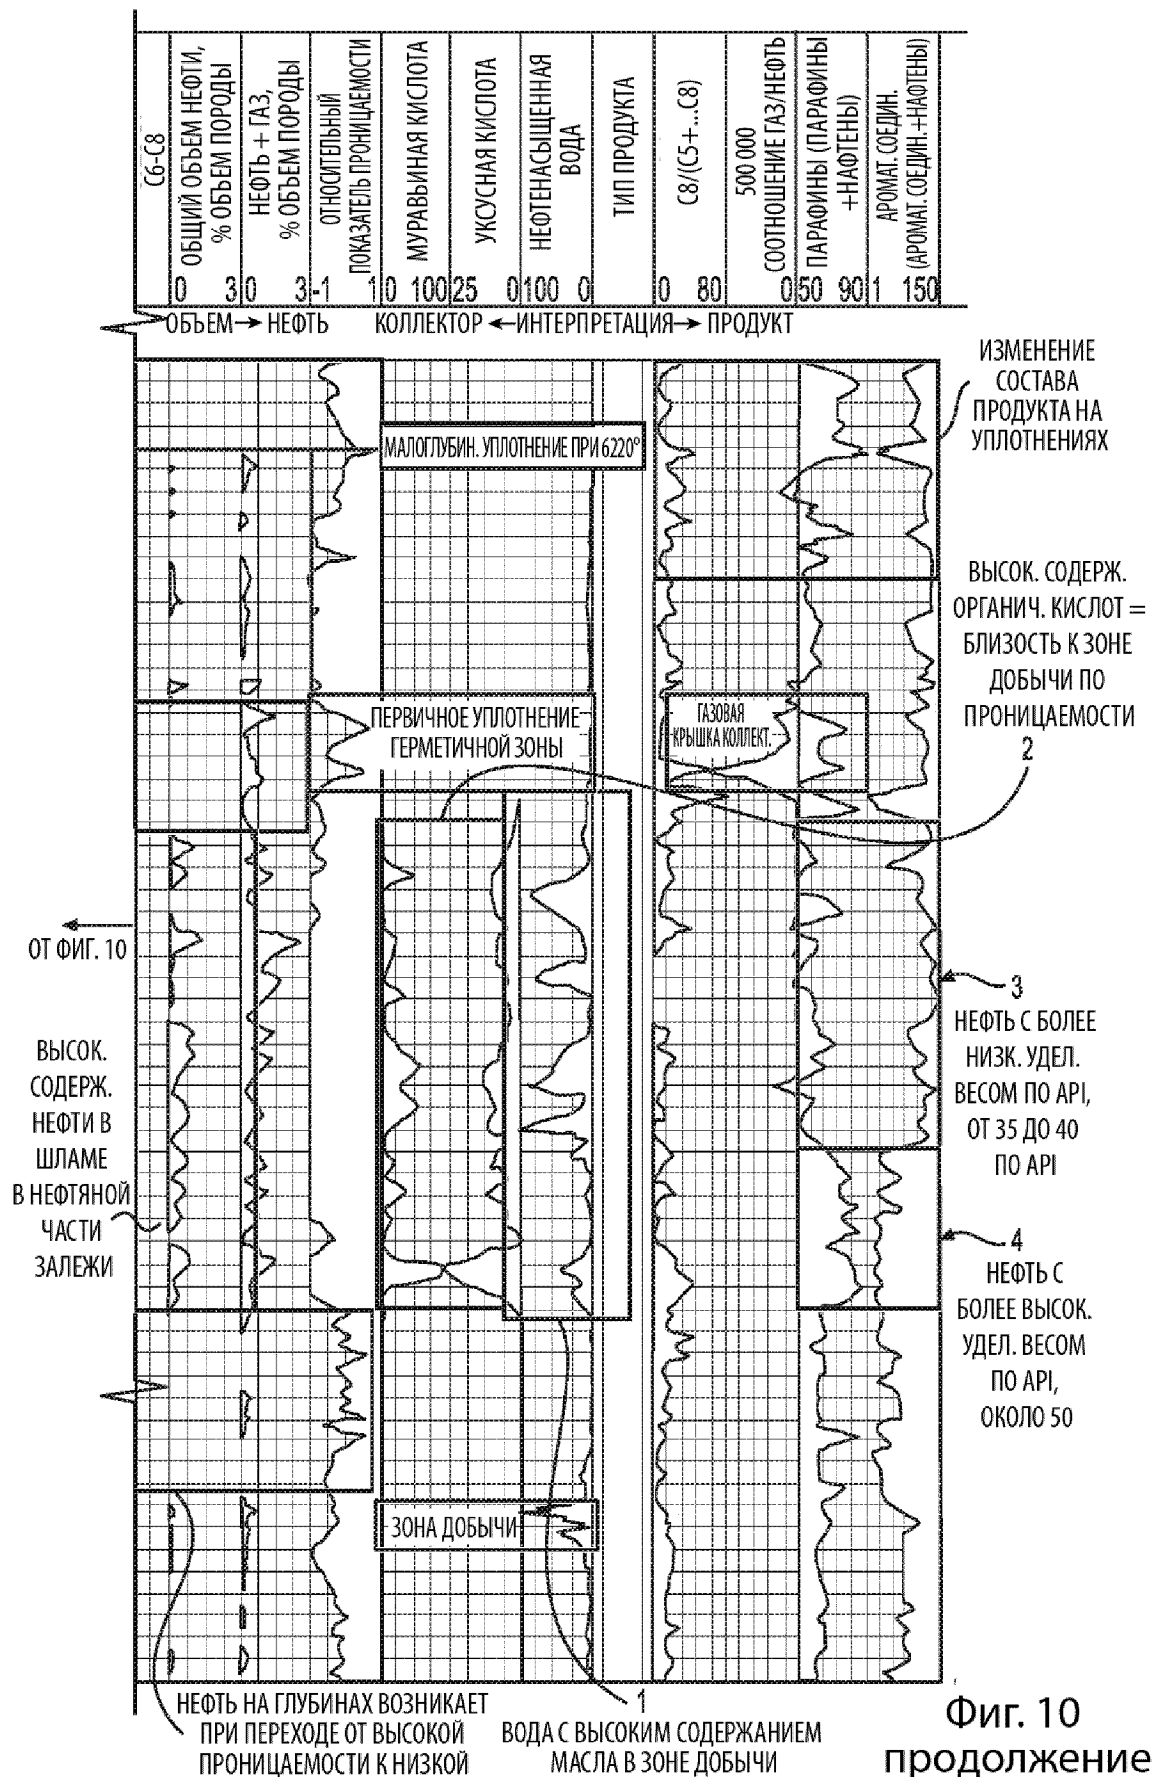 С6-С8
ОБЩИЙ ОБЪЕМ НЕФТИ,
% ОБЪЕМ ПОРОДЫ
НЕФТЬ + ГАЗ,
% ОБЪЕМ ПОРОДЫ
ОТНОСИТЕЛЬНЫЙ
ПОКАЗАТЕЛЬ ПРОНИЦАЕМОСТИ
МУРАВЬИНАЯ КИСЛОТА
УКСУСНАЯ КИСЛОТА
НЕФТЕНАСЫЩЕННАЯ
ВОДА
ТИП ПРОДУКТА
С8/(С5+...С8)
500 000
СООТНОШЕНИЕ ГАЗ/НЕФТЬ
ПАРАФИНЫ (ПАРАФИНЫ
+НАФТЕНЫ)
АРОМАТ. СОЕДИН.
(АРОМАТ. СОЕДИН.+НАФТЕНЫ)
0 3 0 3 -1 1 0 100 25 0 100 0 0 80 0 50 90 1 150
ОБЪЕМ→НЕФТЬ КОЛЛЕКТОР ←ИНТЕРПРЕТАЦИЯ→ ПРОДУКТ
ИЗМЕНЕНИЕ
СОСТАВА
ПРОДУКТА НА
УПЛОТНЕНИЯХ
МАЛОГЛУБИН. УПЛОТНЕНИЕ ПРИ 6220°
ВЫСОК. СОДЕРЖ.
ОРГАНИЧ. КИСЛОТ =
БЛИЗОСТЬ К ЗОНЕ
ДОБЫЧИ ПО
ПРОНИЦАЕМОСТИ
2
ПЕРВИЧНОЕ УПЛОТНЕНИЕ
ГЕРМЕТИЧНОЙ ЗОНЫ
ГАЗОВАЯ
КРЫШКА КОЛЛЕКТ.
ОТ ФИГ. 10
3
НЕФТЬ С БОЛЕЕ
НИЗК. УДЕЛ.
ВЕСОМ ПО API,
ОТ 35 ДО 40
ПО API
ВЫСОК.
СОДЕРЖ.
НЕФТИ В
ШЛАМЕ
В НЕФТЯНОЙ
ЧАСТИ
ЗАЛЕЖИ
4
НЕФТЬ С
БОЛЕЕ ВЫСОК.
УДЕЛ. ВЕСОМ
ПО API,
ОКОЛО 50
ЗОНА ДОБЫЧИ
НЕФТЬ НА ГЛУБИНАХ ВОЗНИКАЕТ
ПРИ ПЕРЕХОДЕ ОТ ВЫСОКОЙ
ПРОНИЦАЕМОСТИ К НИЗКОЙ
1
ВОДА С ВЫСОКИМ СОДЕРЖАНИЕМ
МАСЛА В ЗОНЕ ДОБЫЧИ
Фиг. 10
продолжение